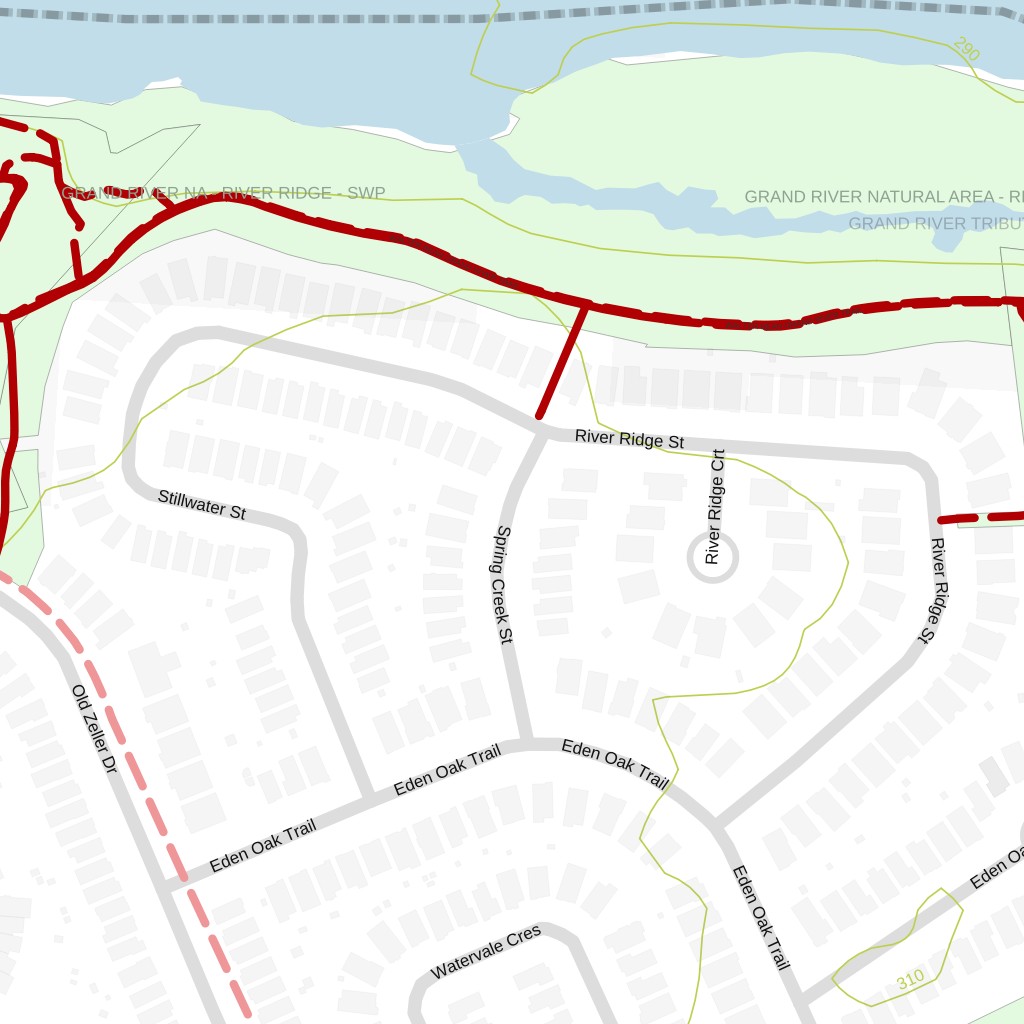 290
GRAND RIVER NA - RIVER RIDGE - SWP
GRAND RIVER NATURAL AREA - RI
GRAND RIVER TRIBUT
River Ridge St
River Ridge Crt
Stillwater St
Spring Creek St
River Ridge St
Old Zeller Dr
Eden Oak Trail
Eden Oak Trail
Eden Oak Trail
Eden Oak Trail
Eden Oa
Watervale Cres
310